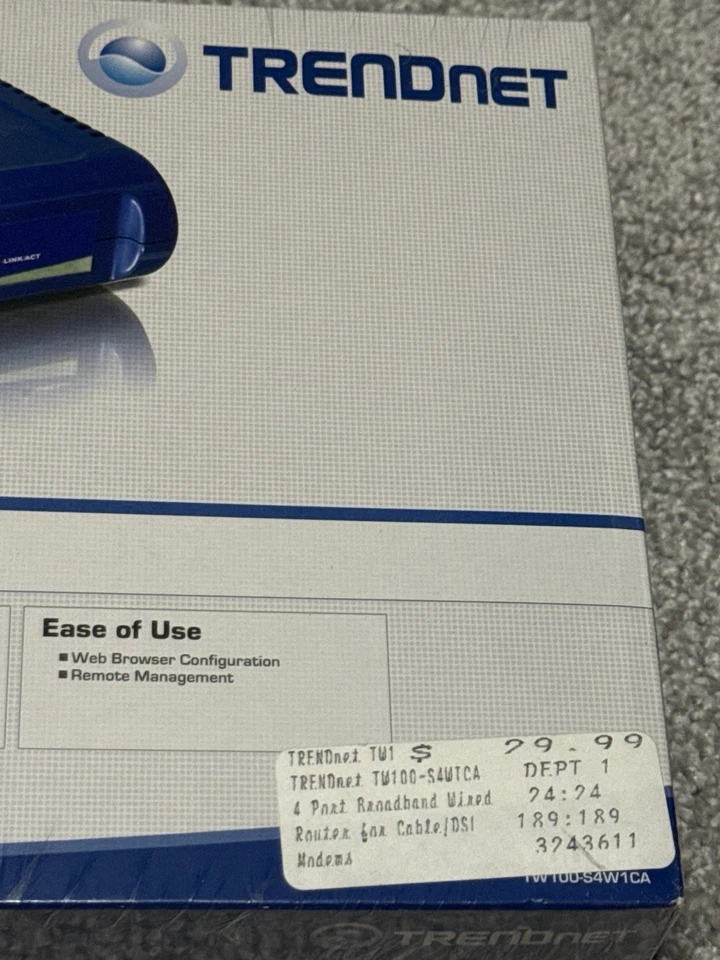 TRENDNET
LINK/ACT
Ease of Use
■ Web Browser Configuration
■ Remote Management
TRENDnet TW1 $ 29.99
TRENDnet TW100-S4W1CA DEPT 1
4 Port Broadband Wired 24:24
Router for Cable/DSl 189:189
Modems 3243611
TW100-S4W1CA
TRENDNET